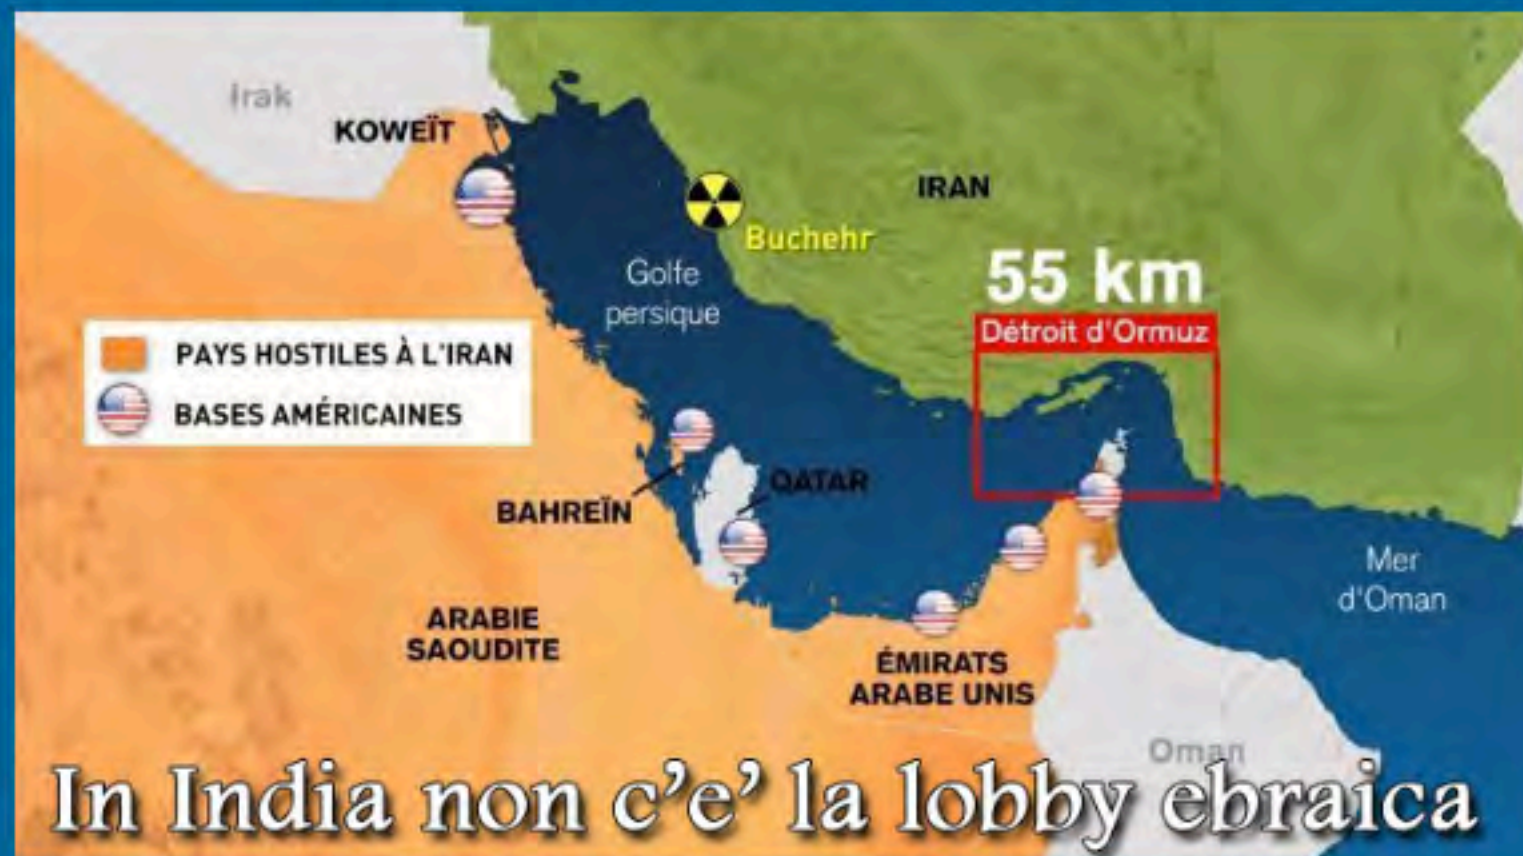 Irak
KOWEÏT
IRAN
Buchehr
55 km
Golfe
persique
Détroit d'Ormuz
PAYS HOSTILES À L'IRAN
BASES AMÉRICAINES
QATAR
BAHREÏN
Mer
d'Oman
ARABIE
SAOUDITE
ÉMIRATS
ARABE UNIS
Oman
In India non c'e' la lobby ebraica